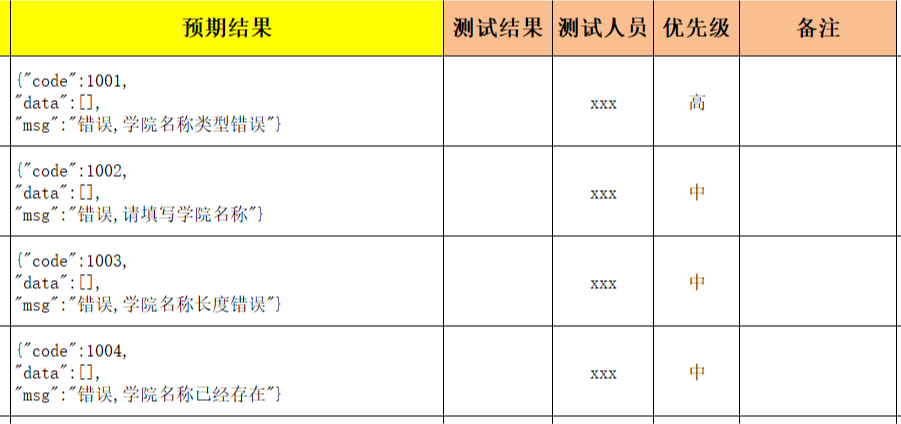 预期结果 测试结果 测试人员 优先级 备注
{"code":1001,
"data":[],
"msg":"错误,学院名称类型错误"}
xxx 高
{"code":1002,
"data":[],
"msg":"错误,请填写学院名称"}
xxx 中
{"code":1003,
"data":[],
"msg":"错误,学院名称长度错误"}
xxx 中
{"code":1004,
"data":[],
"msg":"错误,学院名称已经存在"}
xxx 中